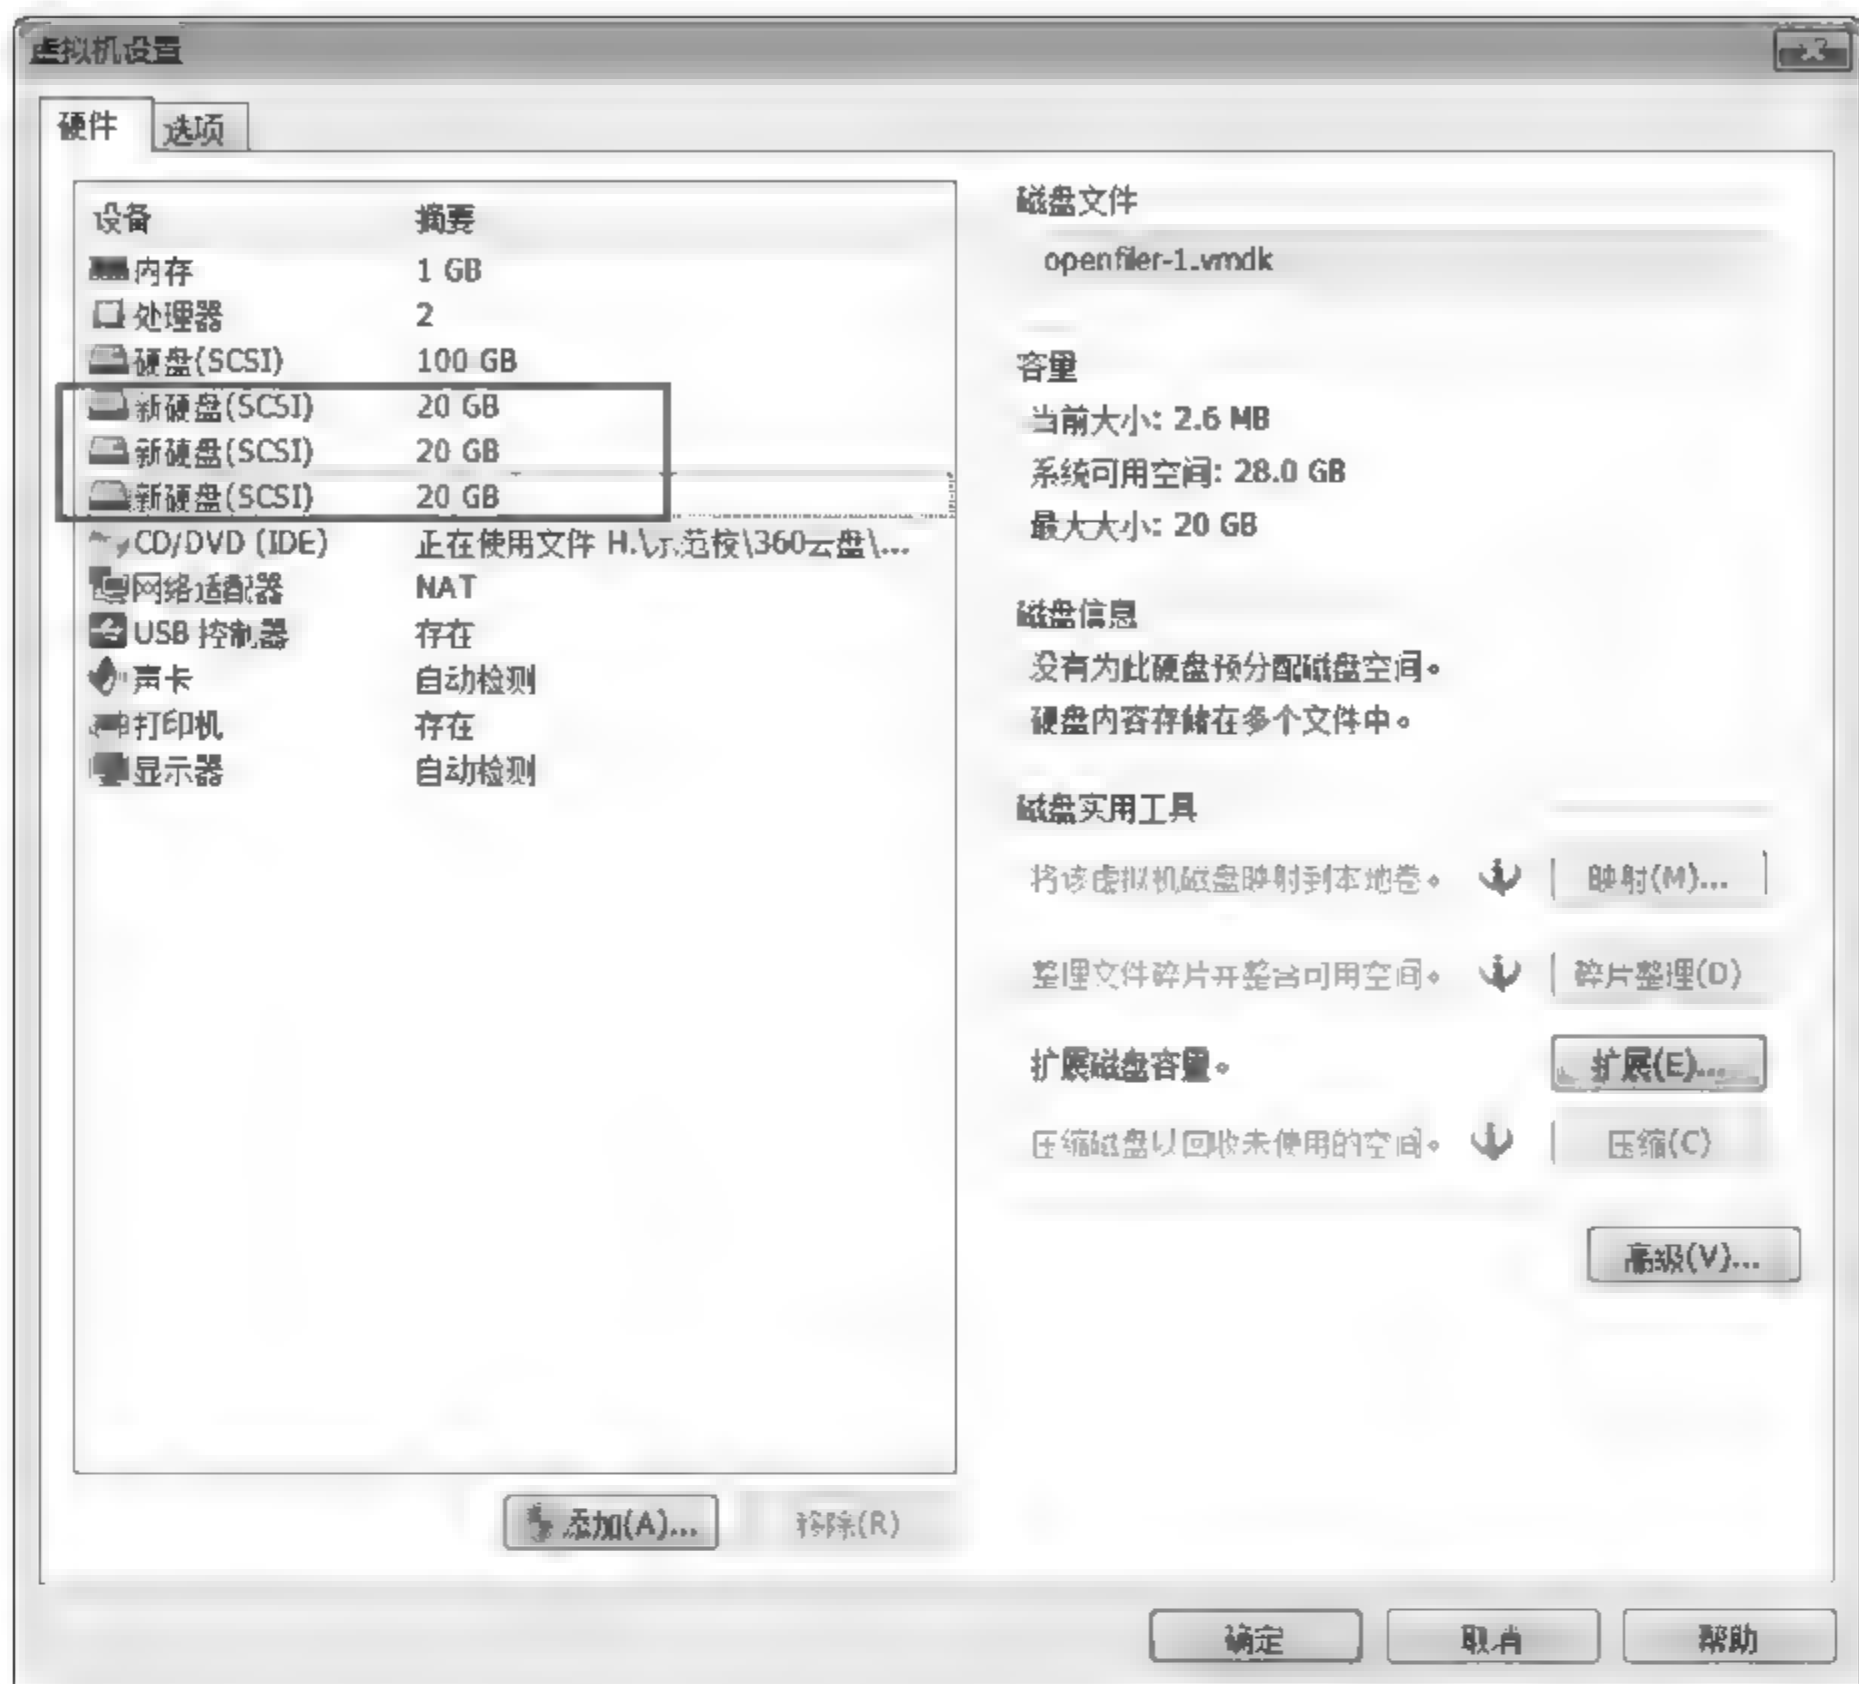 虚拟机设置
硬件 选项
设备 摘要
内存 1 GB
处理器 2
硬盘(SCSI) 100 GB
新硬盘(SCSI) 20 GB
新硬盘(SCSI) 20 GB
新硬盘(SCSI) 20 GB
CD/DVD (IDE) 正在使用文件 H:\示范校\360云盘\...
网络适配器 NAT
USB 控制器 存在
声卡 自动检测
打印机 存在
显示器 自动检测
添加(A)... 移除(R)
磁盘文件
openfiler-1.vmdk
容量
当前大小: 2.6 MB
系统可用空间: 28.0 GB
最大大小: 20 GB
磁盘信息
没有为此硬盘预分配磁盘空间。
硬盘内容存储在多个文件中。
磁盘实用工具
将该虚拟机磁盘映射到本地卷。 映射(M)...
整理文件碎片并整合可用空间。 碎片整理(D)
扩展磁盘容量。 扩展(E)...
压缩磁盘以回收未使用的空间。 压缩(C)
高级(V)...
确定 取消 帮助